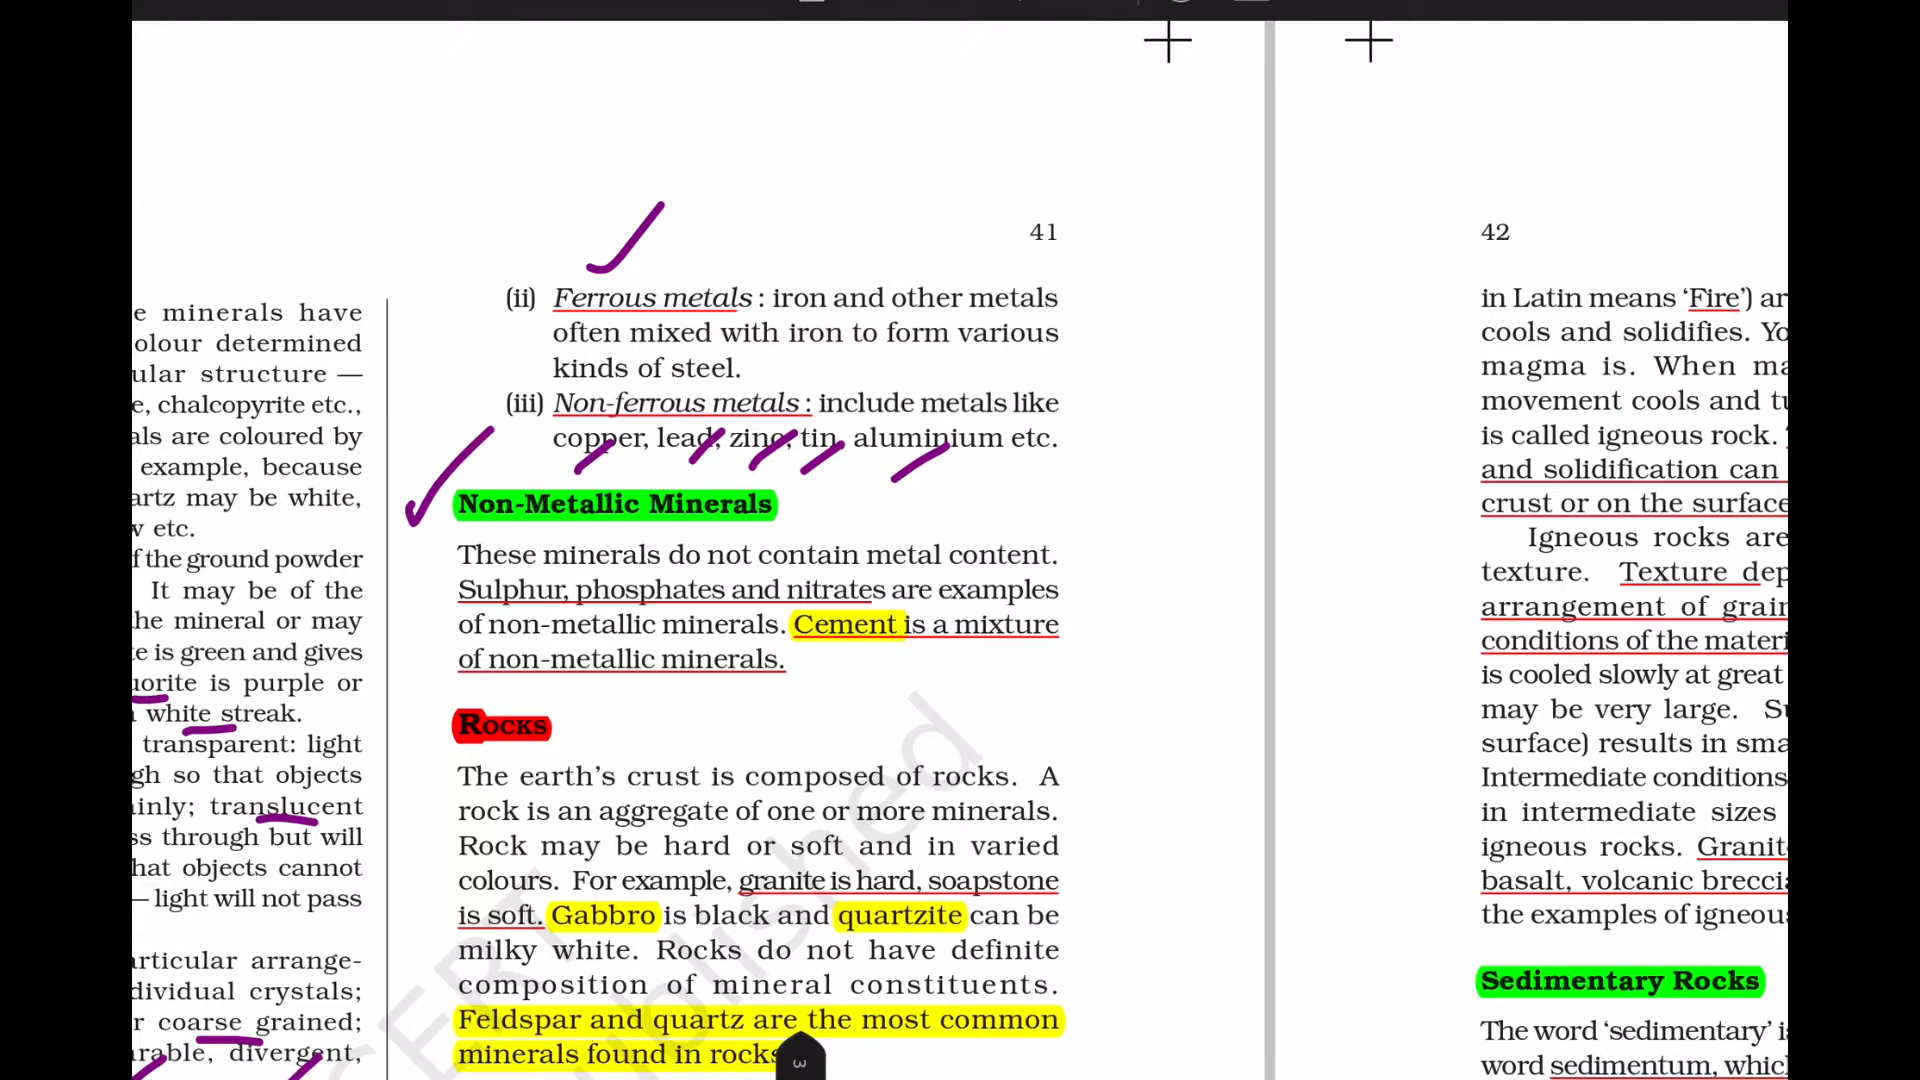 e minerals have
olour determined
ular structure —
e, chalcopyrite etc.,
als are coloured by
example, because
artz may be white,
w etc.
f the ground powder
It may be of the
the mineral or may
te is green and gives
uorite is purple or
white streak.
transparent: light
gh so that objects
ainly; translucent
ss through but will
hat objects cannot
— light will not pass
articular arrange-
dividual crystals;
r coarse grained;
arable, divergent,
41
(ii) Ferrous metals : iron and other metals
often mixed with iron to form various
kinds of steel.
(iii) Non-ferrous metals : include metals like
copper, lead, zinc, tin, aluminium etc.
Non-Metallic Minerals
These minerals do not contain metal content.
Sulphur, phosphates and nitrates are examples
of non-metallic minerals. Cement is a mixture
of non-metallic minerals.
ROCKS
The earth's crust is composed of rocks. A
rock is an aggregate of one or more minerals.
Rock may be hard or soft and in varied
colours. For example, granite is hard, soapstone
is soft. Gabbro is black and quartzite can be
milky white. Rocks do not have definite
composition of mineral constituents.
Feldspar and quartz are the most common
minerals found in rocks
3
42
in Latin means ‘Fire’) ar
cools and solidifies. Yo
magma is. When ma
movement cools and tu
is called igneous rock.
and solidification can
crust or on the surface
Igneous rocks are
texture. Texture dep
arrangement of grain
conditions of the materi
is cooled slowly at great
may be very large. Su
surface) results in sma
Intermediate conditions
in intermediate sizes
igneous rocks. Granit
basalt, volcanic breccia
the examples of igneou
Sedimentary Rocks
The word ‘sedimentary’ i
word sedimentum, whic